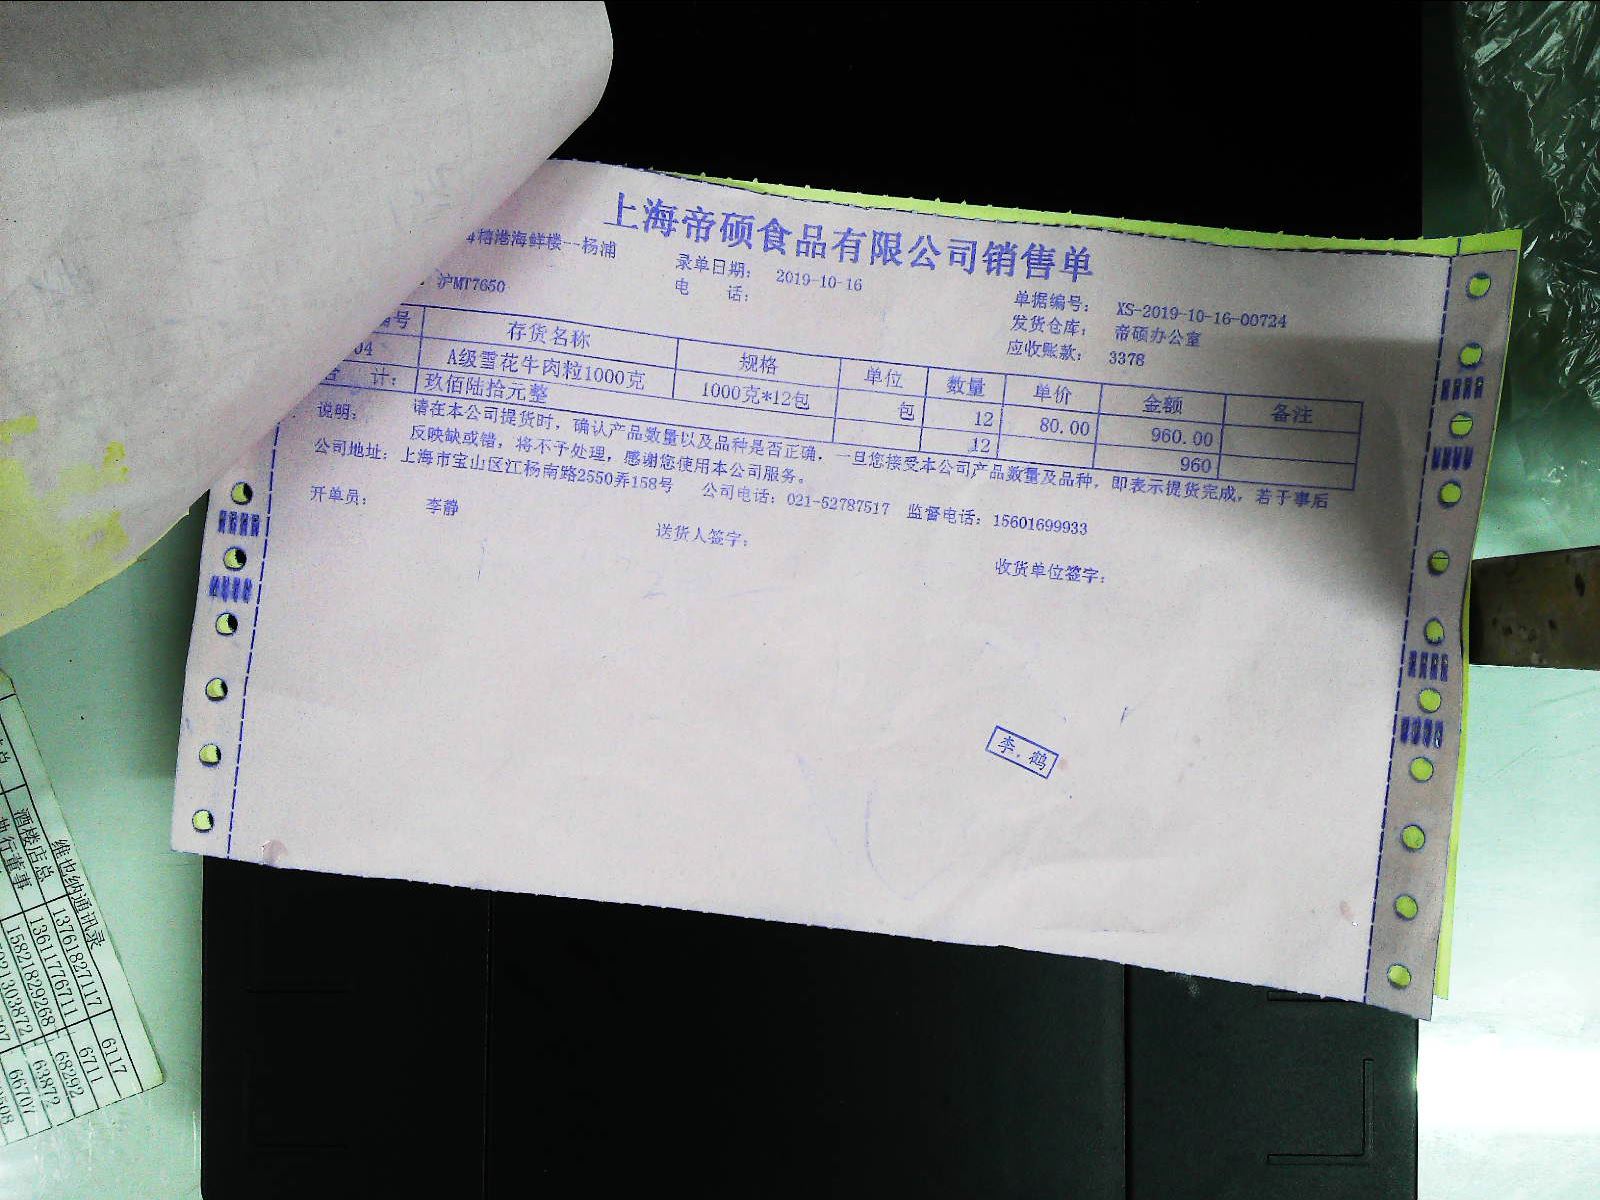 上海帝硕食品有限公司销售单
港海鲜楼--杨浦
录单日期: 2019-10-16
单据编号: XS-2019-10-16-00724
沪MT7650
电 话:
发货仓库: 帝硕办公室
应收账款: 3378
编号 存货名称 规格 单位 数量 单价 金额 备注
04 A级雪花牛肉粒1000克 1000克*12包 包 12 80.00 960.00
合 计: 玖佰陆拾元整 12 960
说明: 请在本公司提货时，确认产品数量以及品种是否正确，一旦您接受本公司产品数量及品种，即表示提货完成，若于事后
反映缺或错，将不予处理，感谢您使用本公司服务。
公司地址: 上海市宝山区江杨南路2550弄158号 公司电话: 021-52787517 监督电话: 15601699933
开单员: 李静
送货人签字:
收货单位签字:
李.鹤
维也纳通讯录
酒楼店总 13761827117 6117
执行董事 13611776711 6711
15821829268 68292
63872
66707